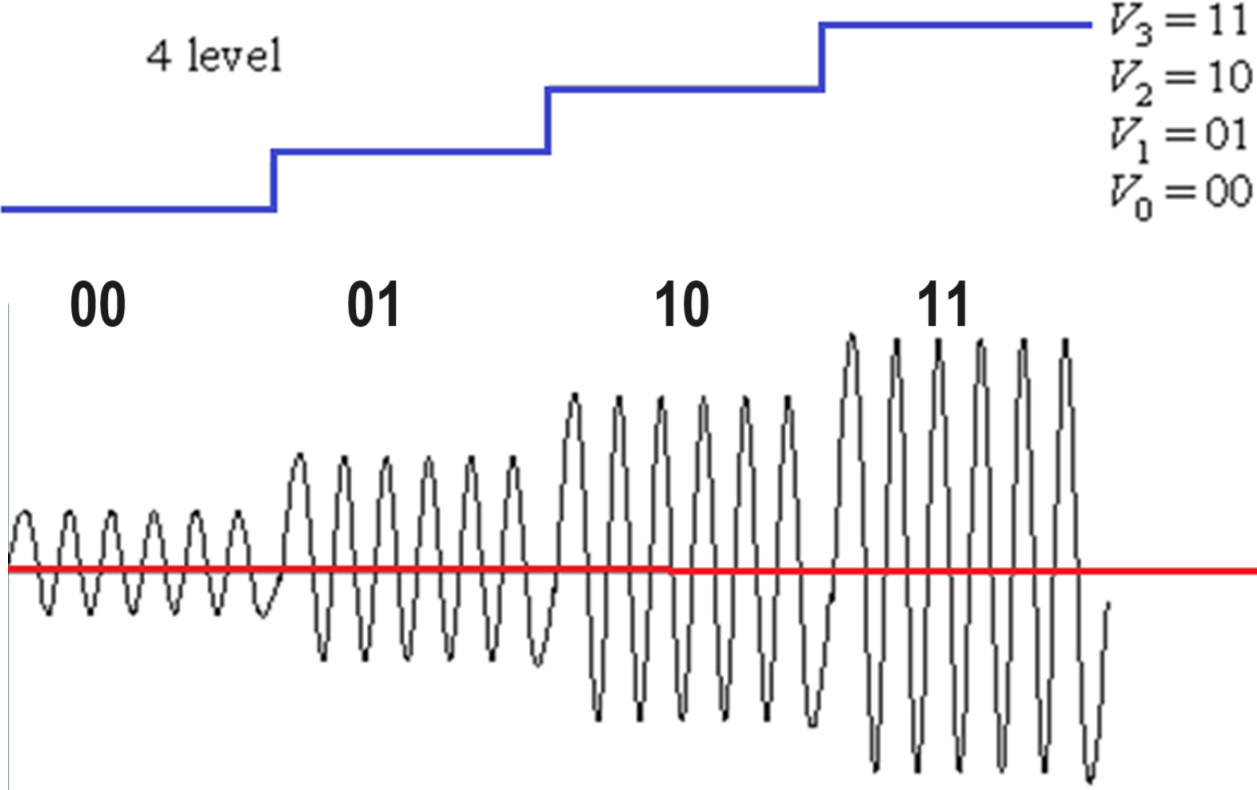 4 level
V₃ = 11
V₂ = 10
V₁ = 01
V₀ = 00
00 01 10 11